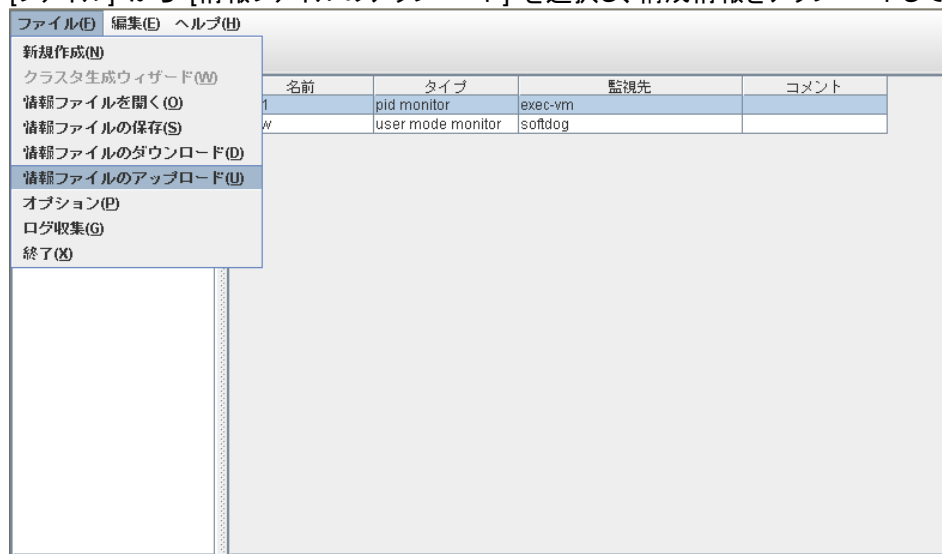 ファイル(F) 編集(E) ヘルプ(H)
新規作成(N)
クラスタ生成ウィザード(W)
情報ファイルを開く(O)
情報ファイルの保存(S)
情報ファイルのダウンロード(D)
情報ファイルのアップロード(U)
オプション(P)
ログ収集(G)
終了(X)
名前 タイプ 監視先 コメント
1 pid monitor exec-vm
w user mode monitor softdog